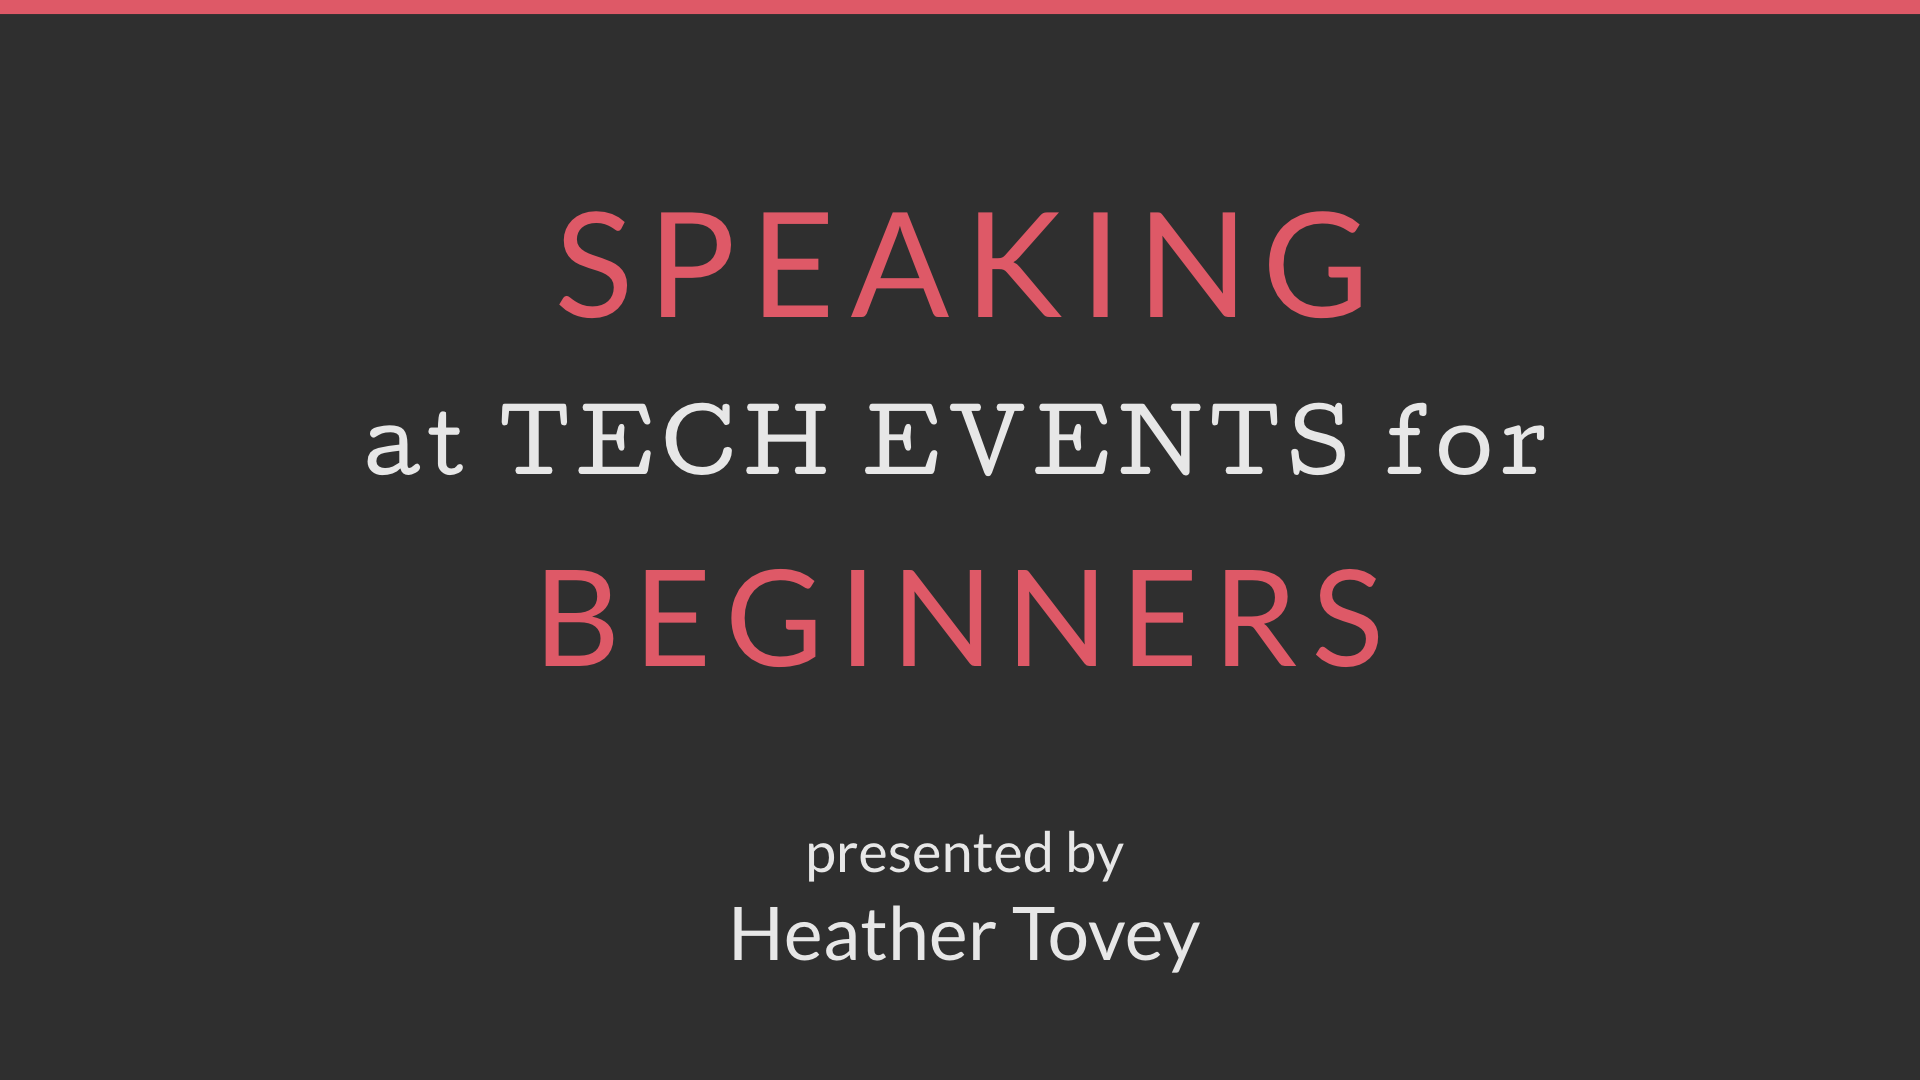 SPEAKING
at TECH EVENTS for
BEGINNERS
presented by
Heather Tovey